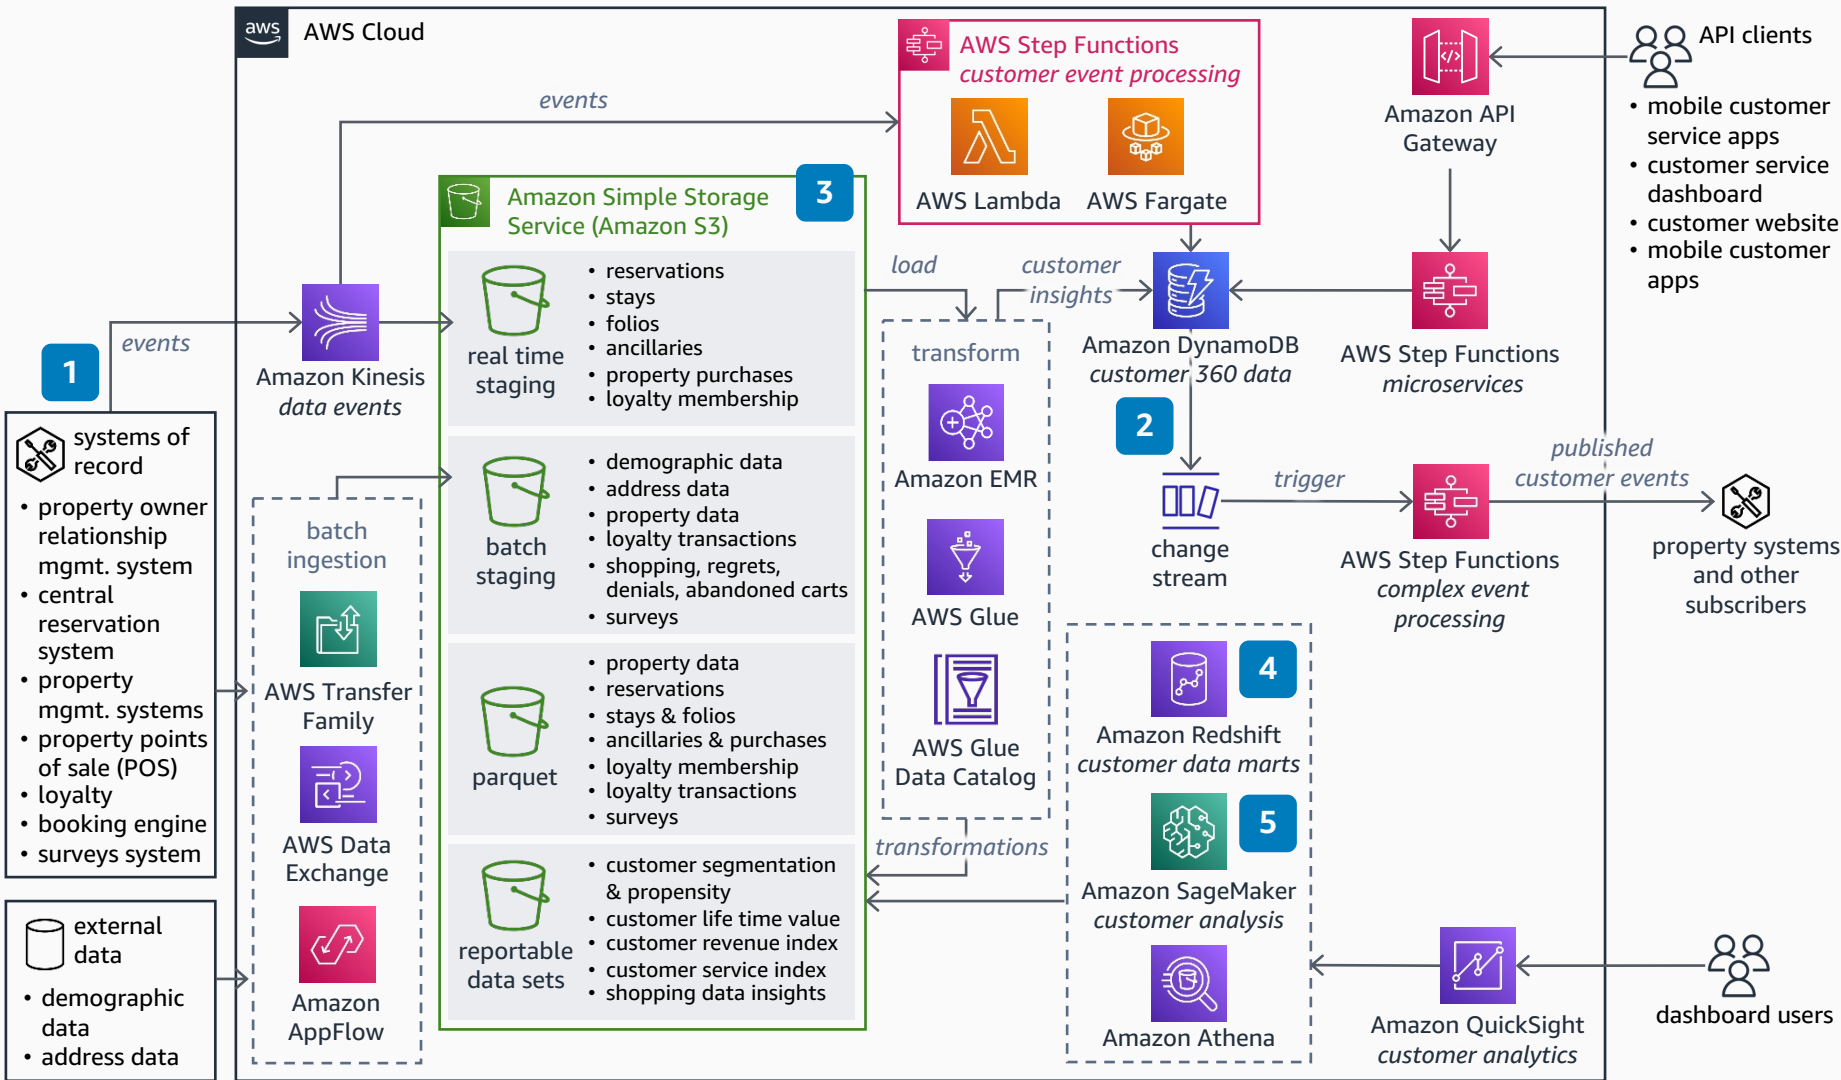 aws
AWS Cloud
AWS Step Functions
customer event processing
AWS Lambda
AWS Fargate
Amazon API
Gateway
API clients
• mobile customer
service apps
• customer service
dashboard
• customer website
• mobile customer
apps
events
3
Amazon Simple Storage
Service (Amazon S3)
real time
staging
• reservations
• stays
• folios
• ancillaries
• property purchases
• loyalty membership
batch
staging
• demographic data
• address data
• property data
• loyalty transactions
• shopping, regrets,
denials, abandoned carts
• surveys
parquet
• property data
• reservations
• stays & folios
• ancillaries & purchases
• loyalty membership
• loyalty transactions
• surveys
reportable
data sets
• customer segmentation
& propensity
• customer life time value
• customer revenue index
• customer service index
• shopping data insights
load
customer
insights
transform
Amazon EMR
AWS Glue
AWS Glue
Data Catalog
transformations
Amazon DynamoDB
customer 360 data
AWS Step Functions
microservices
2
change
stream
trigger
AWS Step Functions
complex event
processing
published
customer events
property systems
and other
subscribers
1
events
Amazon Kinesis
data events
systems of
record
• property owner
relationship
mgmt. system
• central
reservation
system
• property
mgmt. systems
• property points
of sale (POS)
• loyalty
• booking engine
• surveys system
external
data
• demographic
data
• address data
batch
ingestion
AWS Transfer
Family
AWS Data
Exchange
Amazon
AppFlow
4
Amazon Redshift
customer data marts
5
Amazon SageMaker
customer analysis
Amazon Athena
Amazon QuickSight
customer analytics
dashboard users